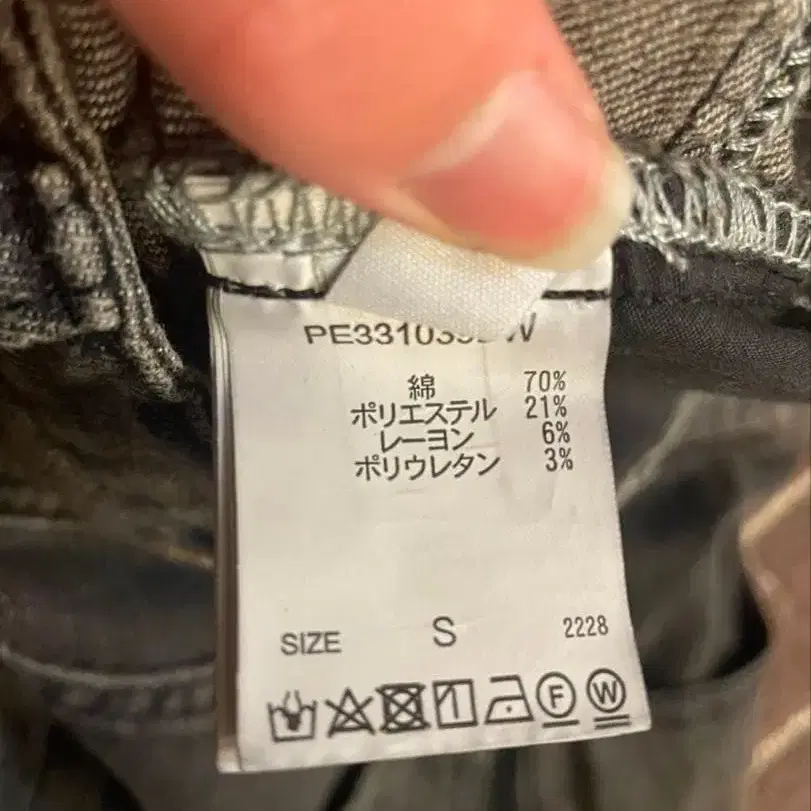 綿 70%
ポリエステル 21%
レーヨン 6%
ポリウレタン 3%
SIZE S 2228
F W